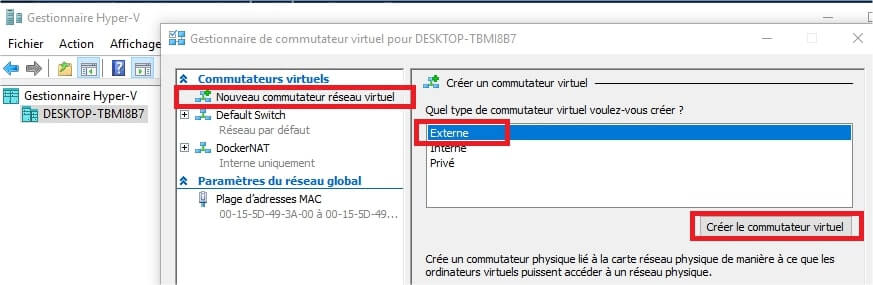 Gestionnaire Hyper-V
Fichier Action Affichage
Gestionnaire Hyper-V
DESKTOP-TBMI8B7
Gestionnaire de commutateur virtuel pour DESKTOP-TBMI8B7
Commutateurs virtuels
Nouveau commutateur réseau virtuel
Default Switch
Réseau par défaut
DockerNAT
Interne uniquement
Paramètres du réseau global
Plage d'adresses MAC
00-15-5D-49-3A-00 à 00-15-5D-49...
Créer un commutateur virtuel
Quel type de commutateur virtuel voulez-vous créer ?
Externe
Interne
Privé
Créer le commutateur virtuel
Crée un commutateur physique lié à la carte réseau physique de manière à ce que les
ordinateurs virtuels puissent accéder à un réseau physique.